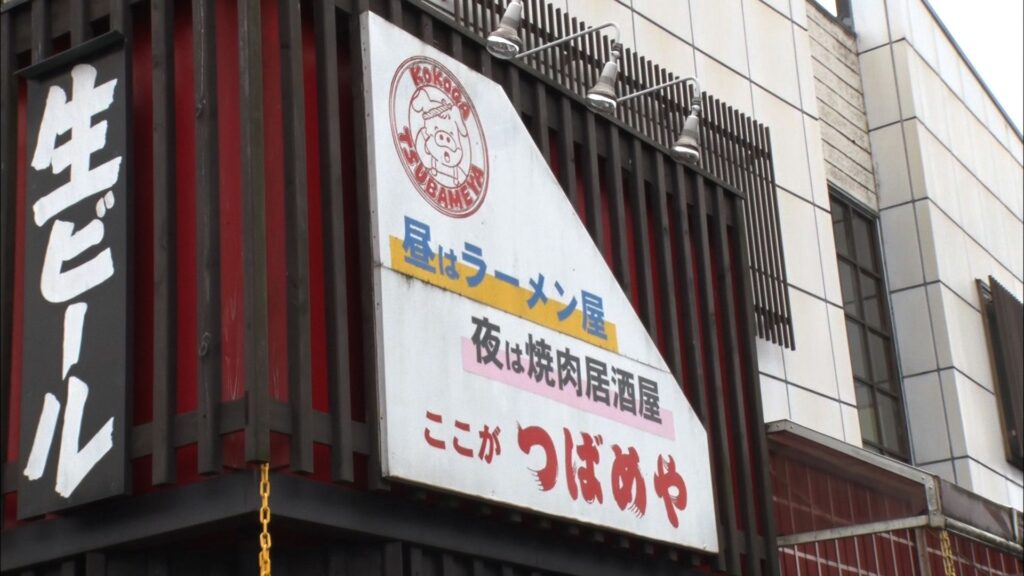 生ビール
KOKOGA
TSUBAMEYA
昼はラーメン屋
夜は焼肉居酒屋
ここが つばめや